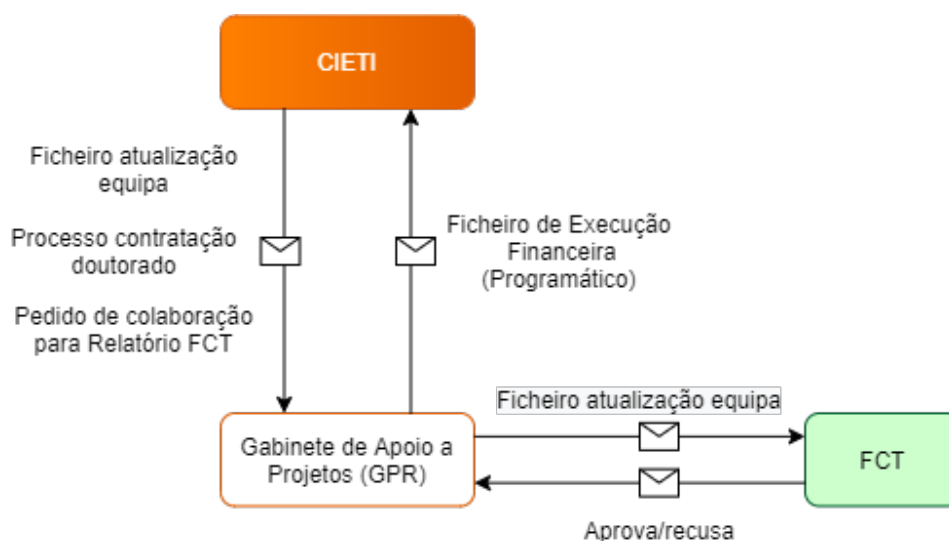 CIETI
Ficheiro atualização
equipa
Processo contratação
doutorado
Pedido de colaboração
para Relatório FCT
Ficheiro de Execução
Financeira
(Programático)
Ficheiro atualização equipa
Gabinete de Apoio a
Projetos (GPR)
FCT
Aprova/recusa